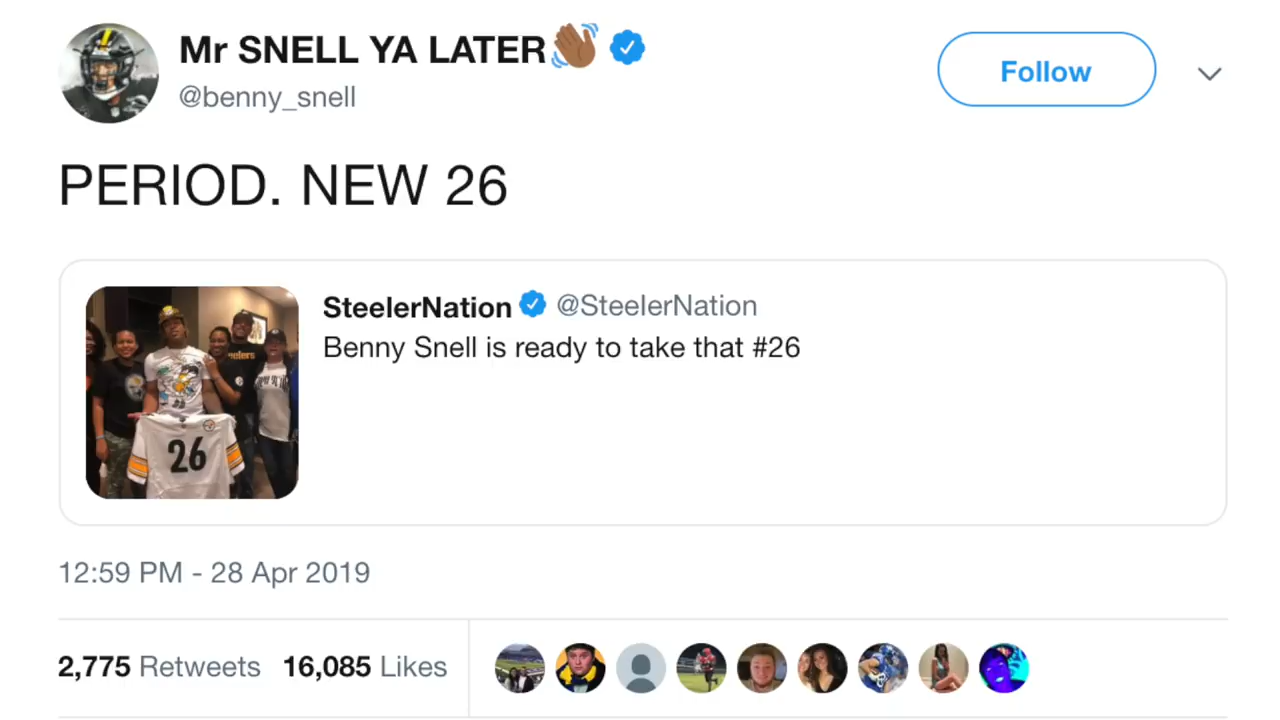 Mr SNELL YA LATER👋🏾
@benny_snell
Follow
PERIOD. NEW 26
SteelerNation @SteelerNation
Benny Snell is ready to take that #26
eelers
26
12:59 PM - 28 Apr 2019
2,775 Retweets 16,085 Likes